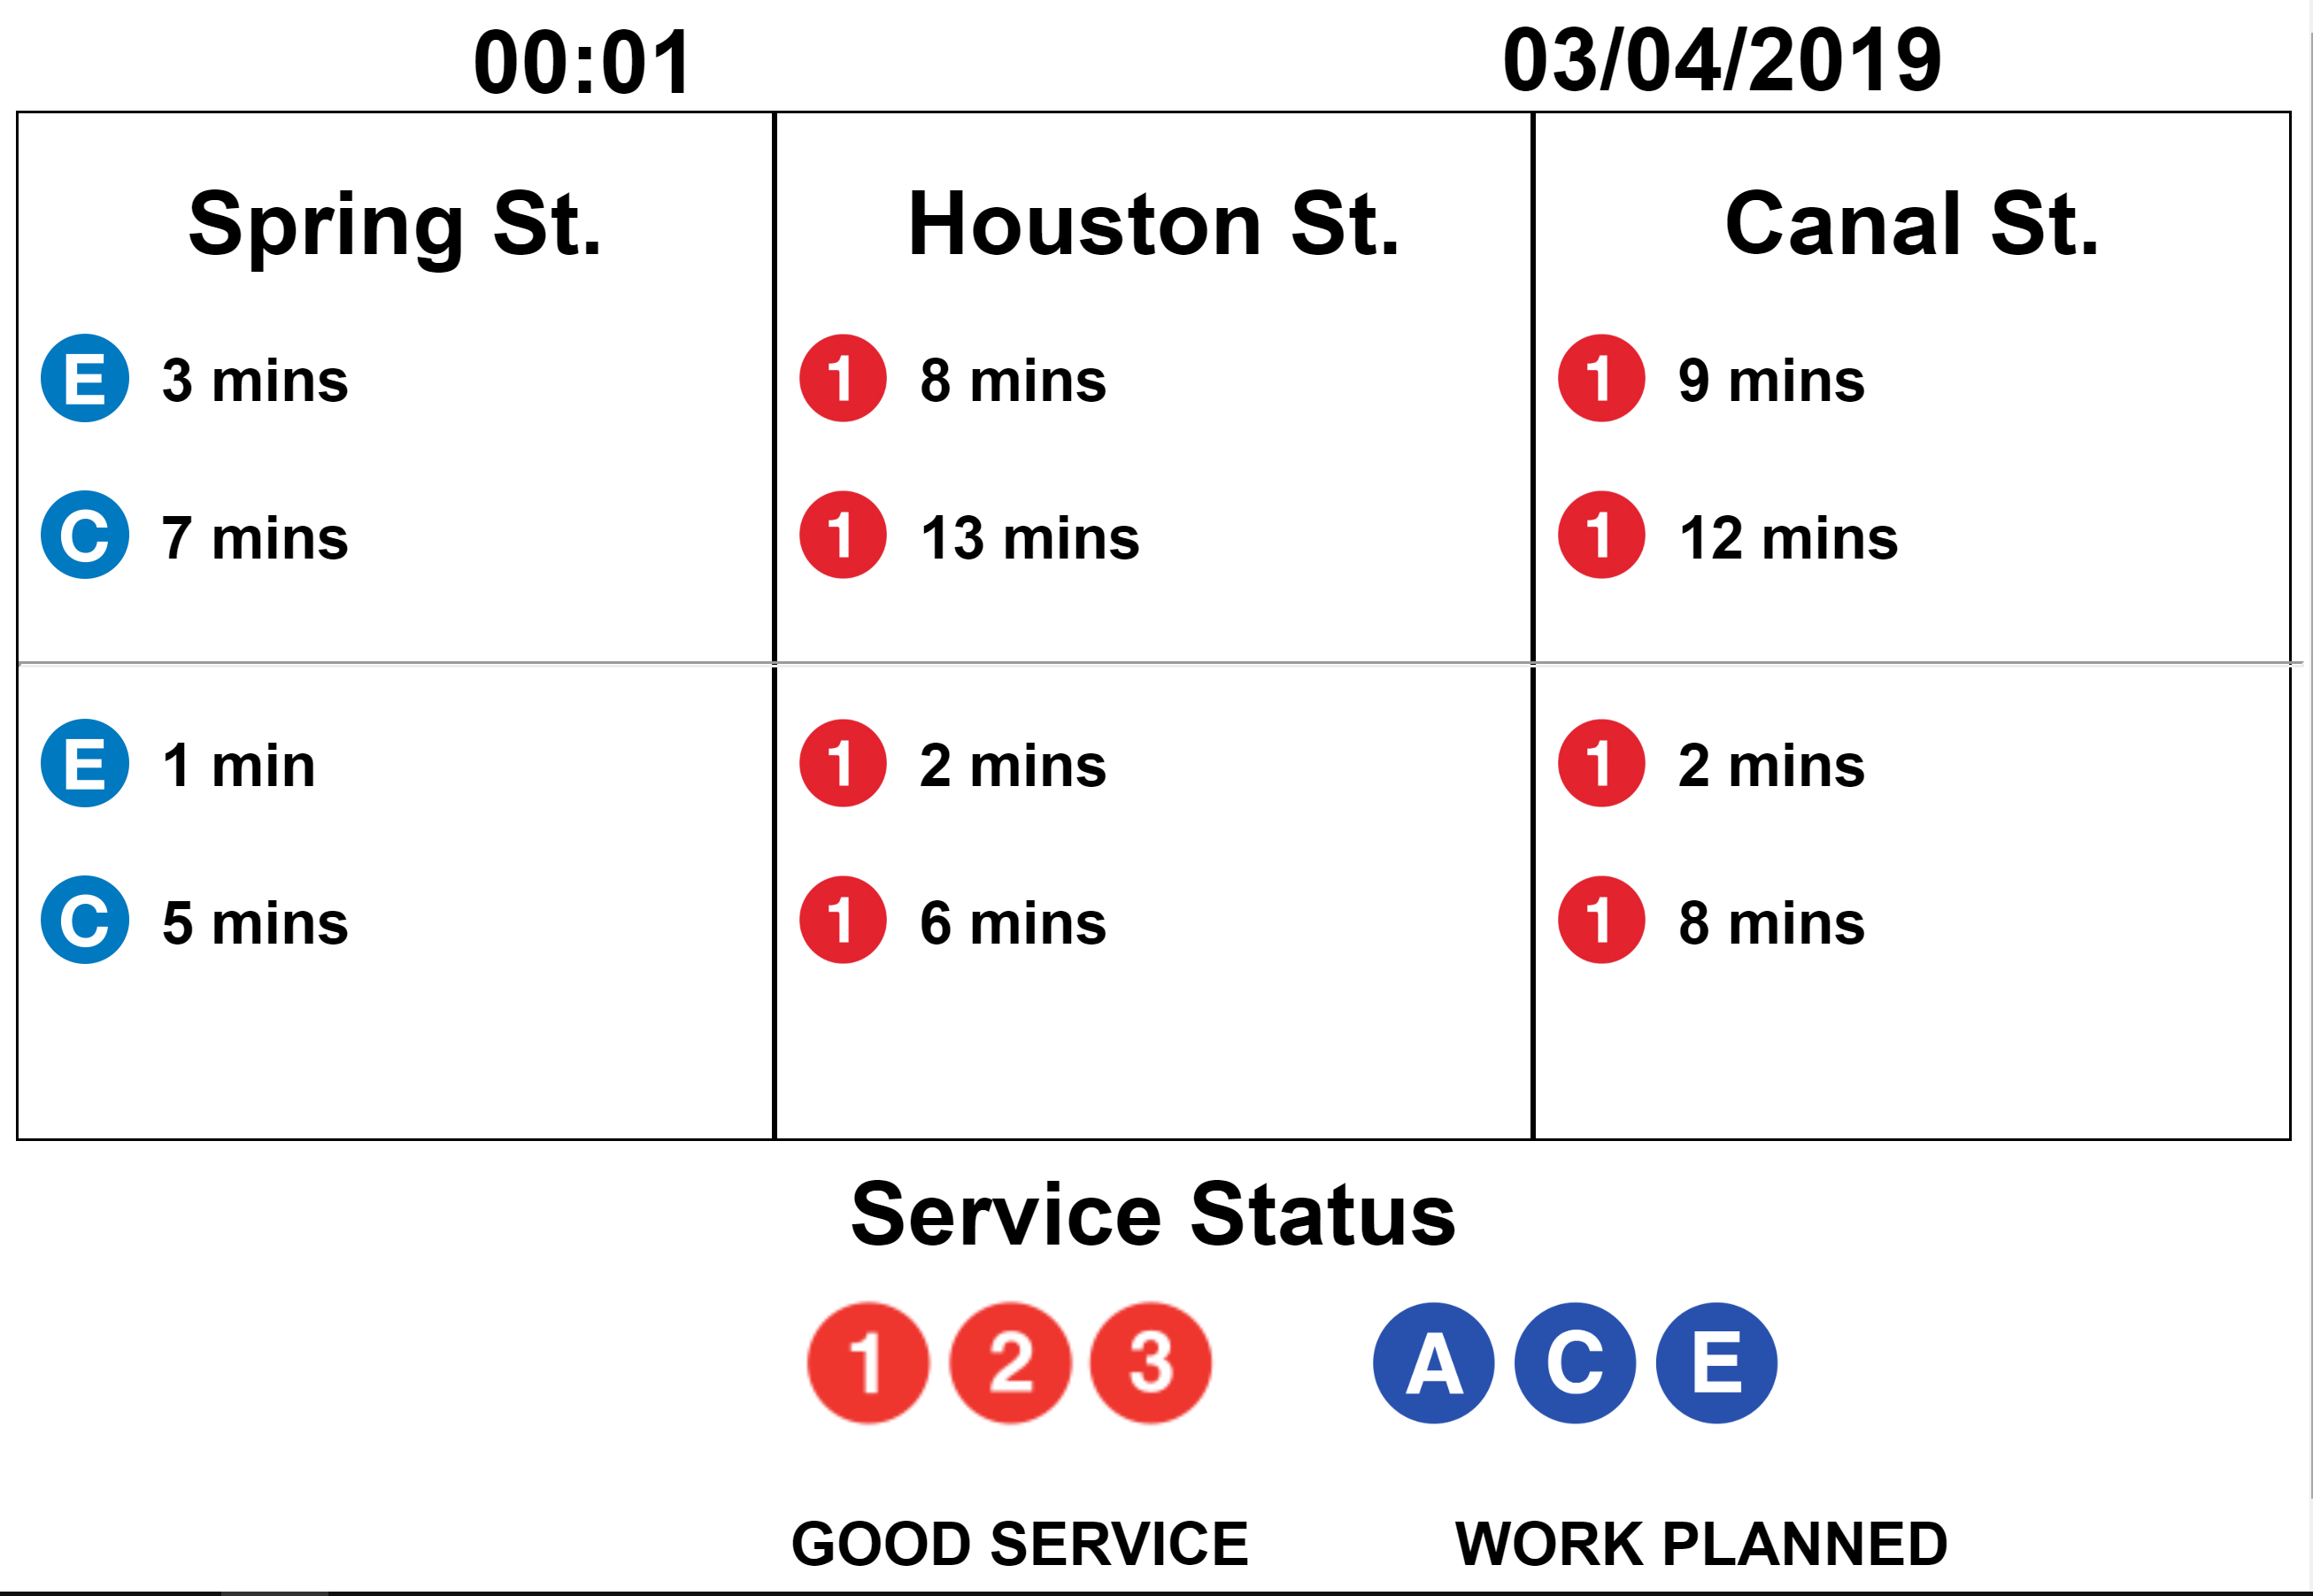 00:01 03/04/2019
Spring St.
E 3 mins
C 7 mins
E 1 min
C 5 mins
Houston St.
1 8 mins
1 13 mins
1 2 mins
1 6 mins
Canal St.
1 9 mins
1 12 mins
1 2 mins
1 8 mins
Service Status
1 2 3 A C E
GOOD SERVICE WORK PLANNED